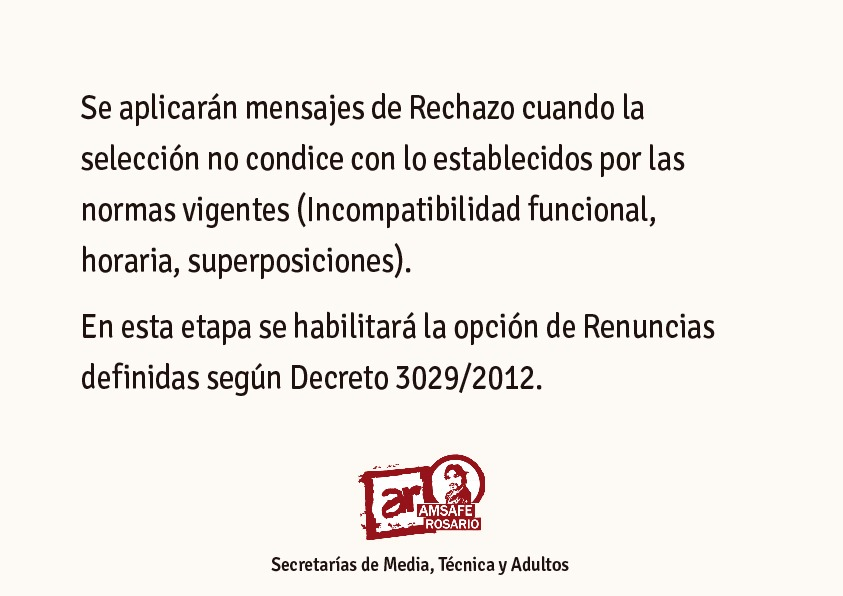 Se aplicarán mensajes de Rechazo cuando la
selección no condice con lo establecidos por las
normas vigentes (Incompatibilidad funcional,
horaria, superposiciones).
En esta etapa se habilitará la opción de Renuncias
definidas según Decreto 3029/2012.
ar
AMSAFE
ROSARIO
Secretarías de Media, Técnica y Adultos